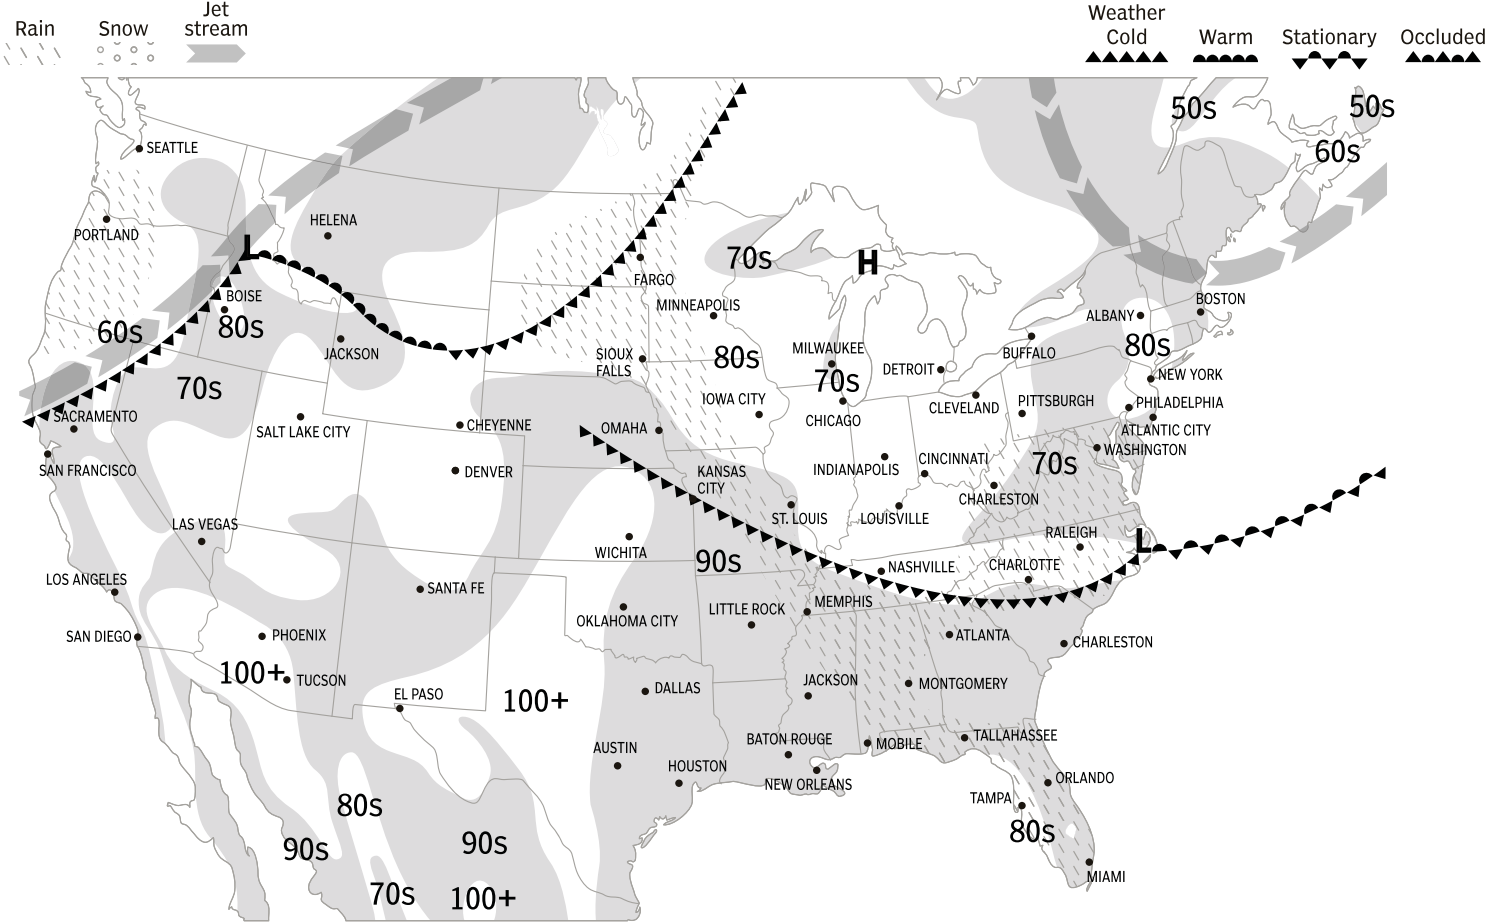 Rain
Snow
Jet
stream
Weather
Cold
Warm
Stationary
Occluded
50s
50s
60s
SEATTLE
PORTLAND
HELENA
L
H
70s
FARGO
BOISE
80s
60s
MINNEAPOLIS
BOSTON
ALBANY
80s
JACKSON
SIOUX
FALLS
80s
MILWAUKEE
70s
DETROIT
BUFFALO
NEW YORK
70s
SACRAMENTO
SALT LAKE CITY
CHEYENNE
OMAHA
IOWA CITY
CHICAGO
CLEVELAND
PITTSBURGH
PHILADELPHIA
ATLANTIC CITY
WASHINGTON
SAN FRANCISCO
DENVER
KANSAS
CITY
INDIANAPOLIS
CINCINNATI
70s
CHARLESTON
LAS VEGAS
ST. LOUIS
LOUISVILLE
RALEIGH
L
WICHITA
90s
NASHVILLE
CHARLOTTE
LOS ANGELES
SANTA FE
OKLAHOMA CITY
LITTLE ROCK
MEMPHIS
SAN DIEGO
PHOENIX
ATLANTA
CHARLESTON
100+
TUCSON
EL PASO
100+
DALLAS
JACKSON
MONTGOMERY
AUSTIN
HOUSTON
BATON ROUGE
NEW ORLEANS
MOBILE
TALLAHASSEE
ORLANDO
TAMPA
80s
80s
90s
90s
MIAMI
70s
100+